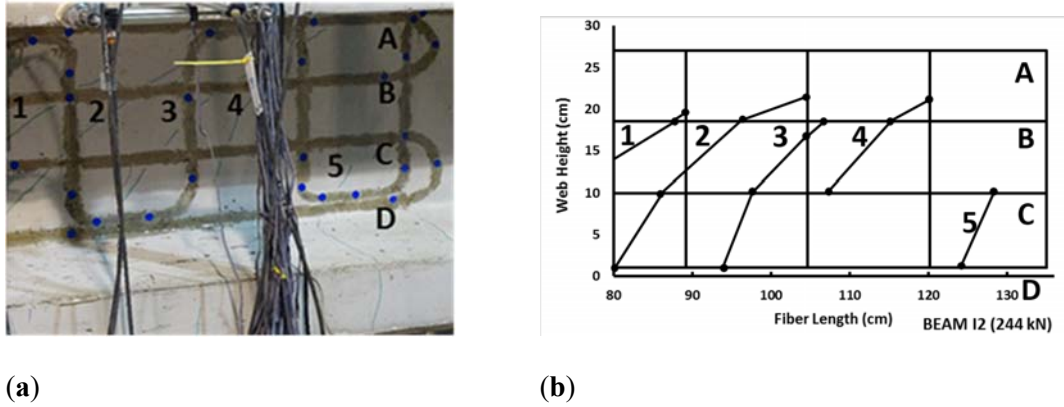 A
B
1 2 3 4
C
5
D
30
25
20
15
10
5
0
Web Height (cm)
A
1 2 3 4 B
5 C
D
80 90 100 110 120 130
Fiber Length (cm)
BEAM I2 (244 kN)
(a) (b)